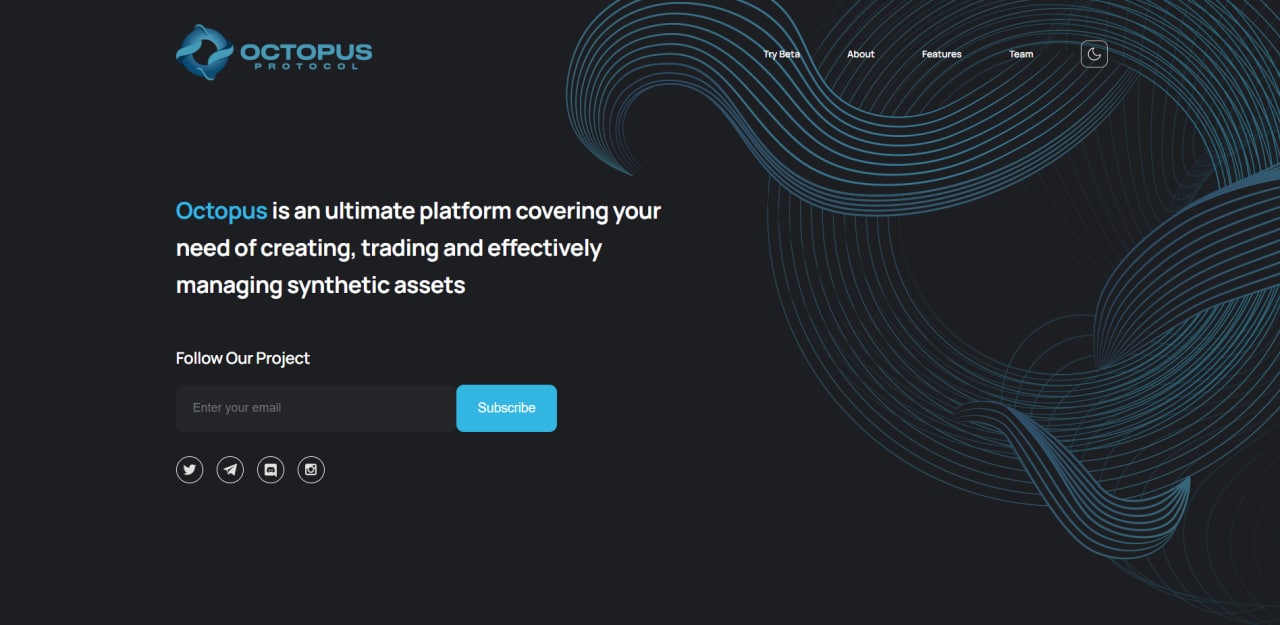 OCTOPUS
PROTOCOL
Try Beta
About
Features
Team
Octopus is an ultimate platform covering your
need of creating, trading and effectively
managing synthetic assets
Follow Our Project
Enter your email
Subscribe